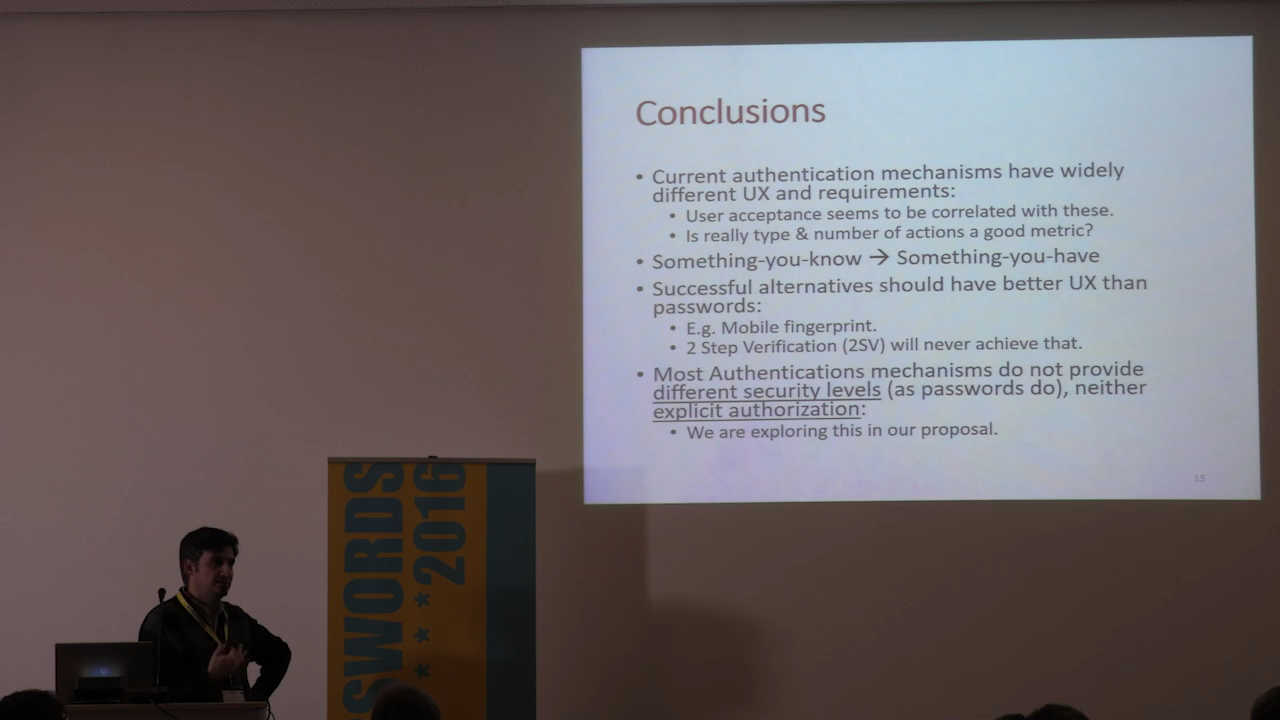 Conclusions
• Current authentication mechanisms have widely
different UX and requirements:
• User acceptance seems to be correlated with these.
• Is really type & number of actions a good metric?
• Something-you-know → Something-you-have
• Successful alternatives should have better UX than
passwords:
• E.g. Mobile fingerprint.
• 2 Step Verification (2SV) will never achieve that.
• Most Authentications mechanisms do not provide
different security levels (as passwords do), neither
explicit authorization:
• We are exploring this in our proposal.
15
SWORDS
* * * 2016